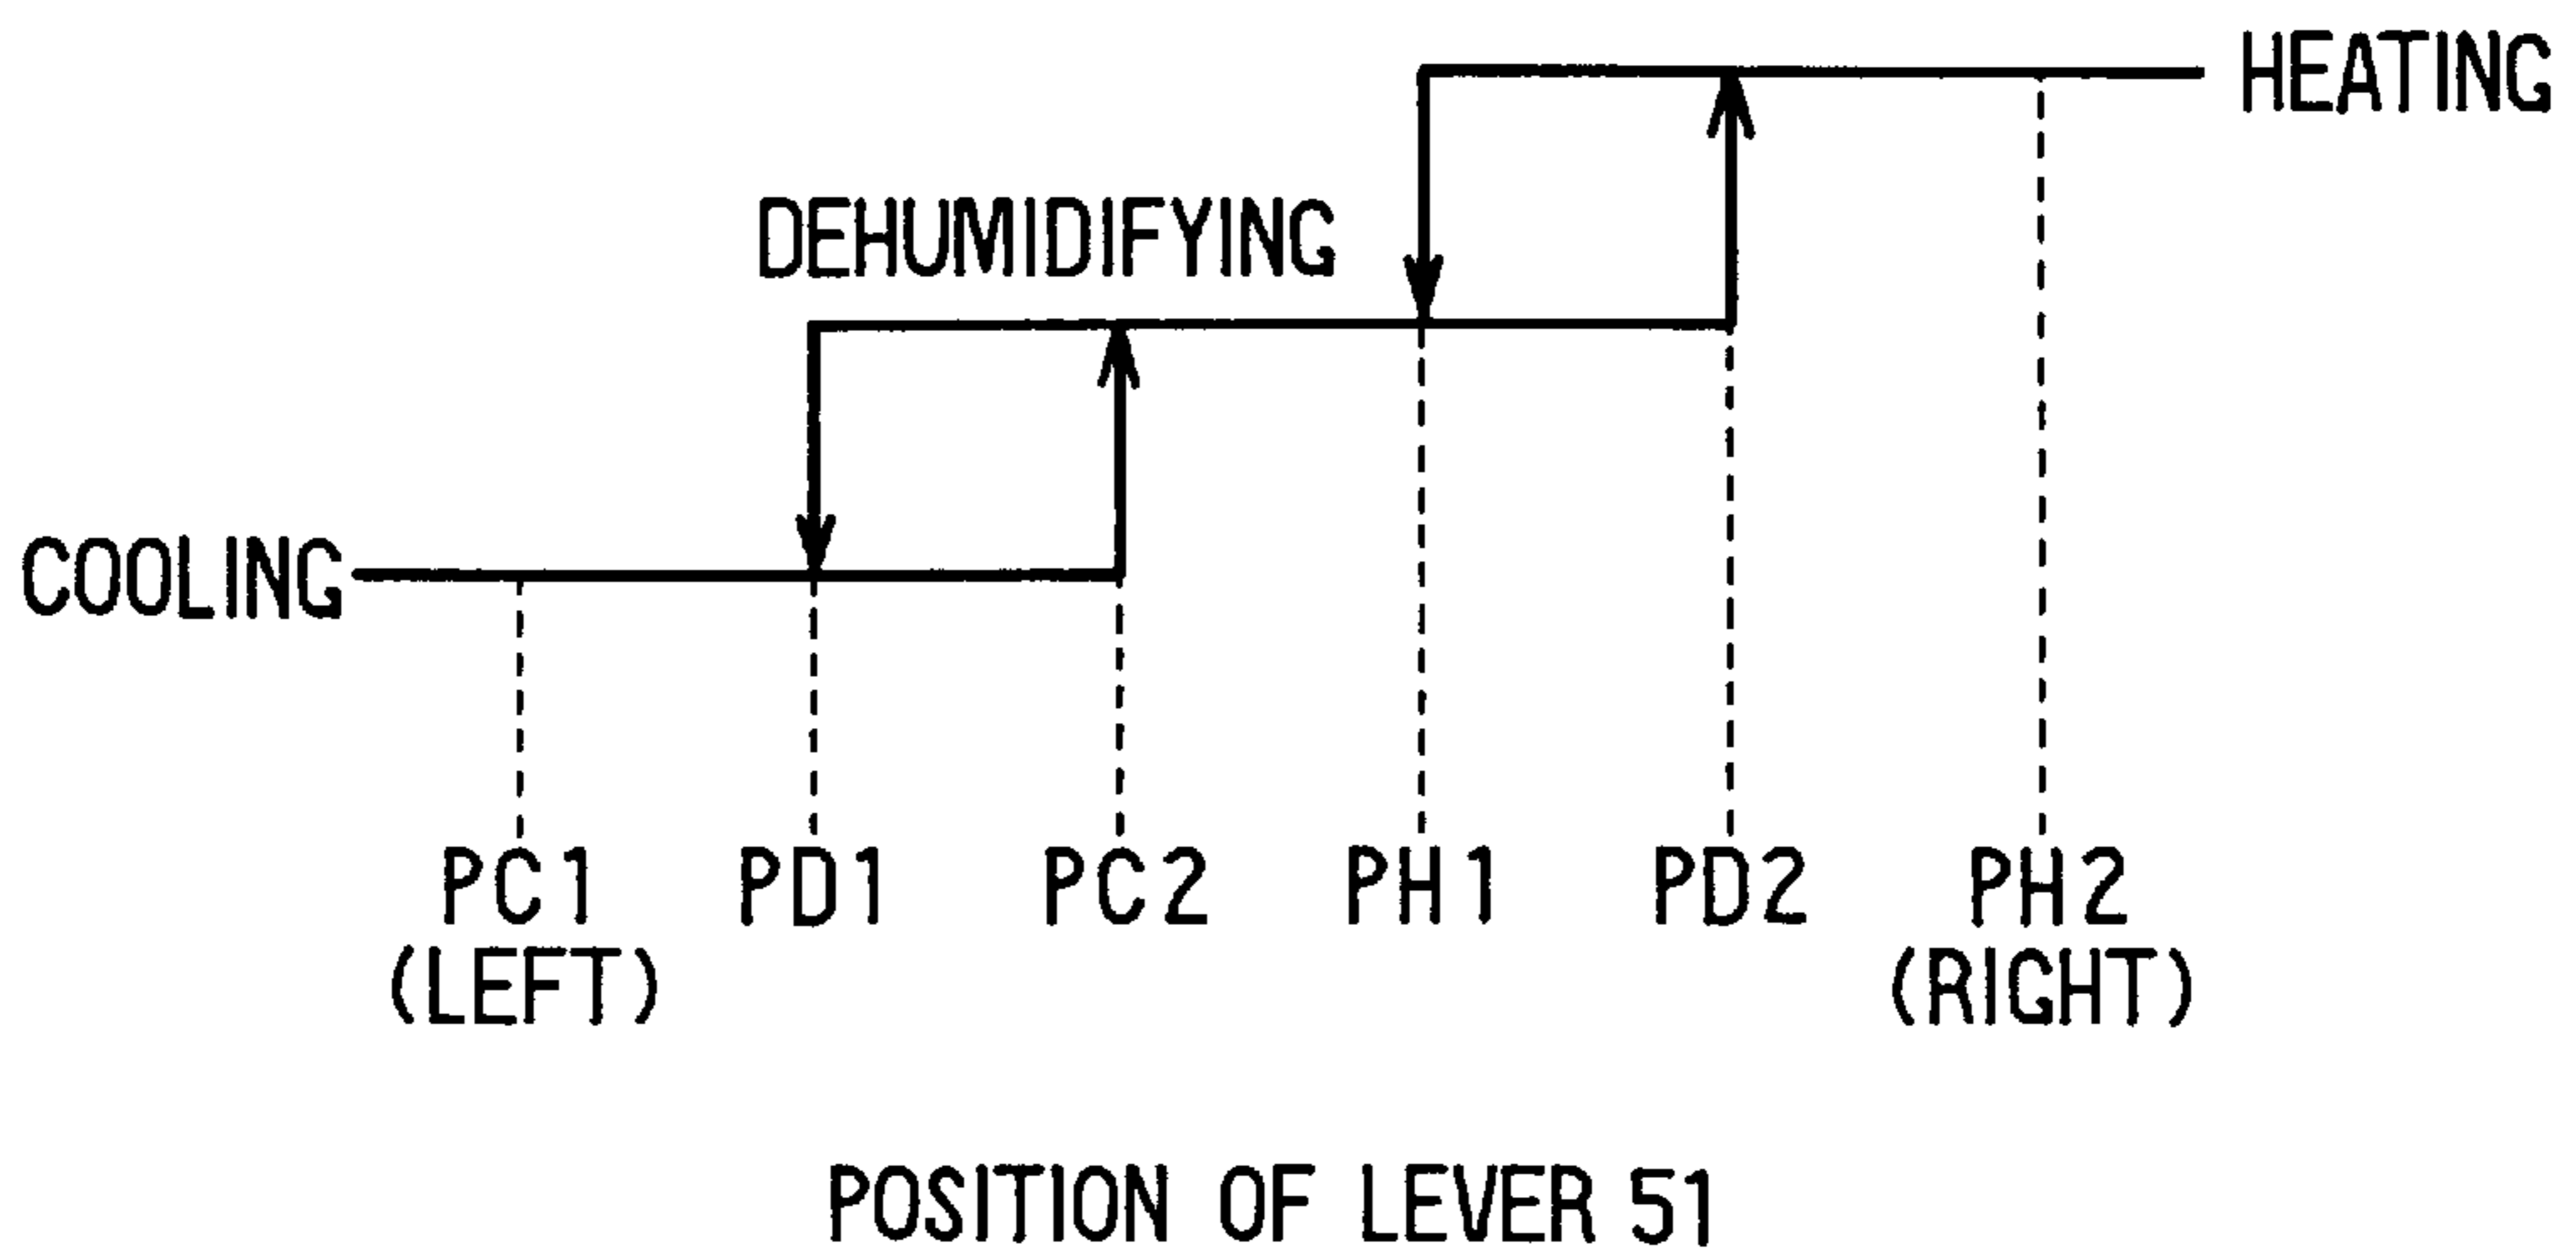 HEATING
DEHUMIDIFYING
COOLING
PC1 PD1 PC2 PH1 PD2 PH2
(LEFT) (RIGHT)
POSITION OF LEVER 51